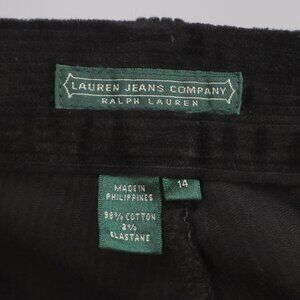 LAUREN JEANS COMPANY
RALPH LAUREN
14
MADE IN
PHILIPPINES
98% COTTON
2% ELASTANE